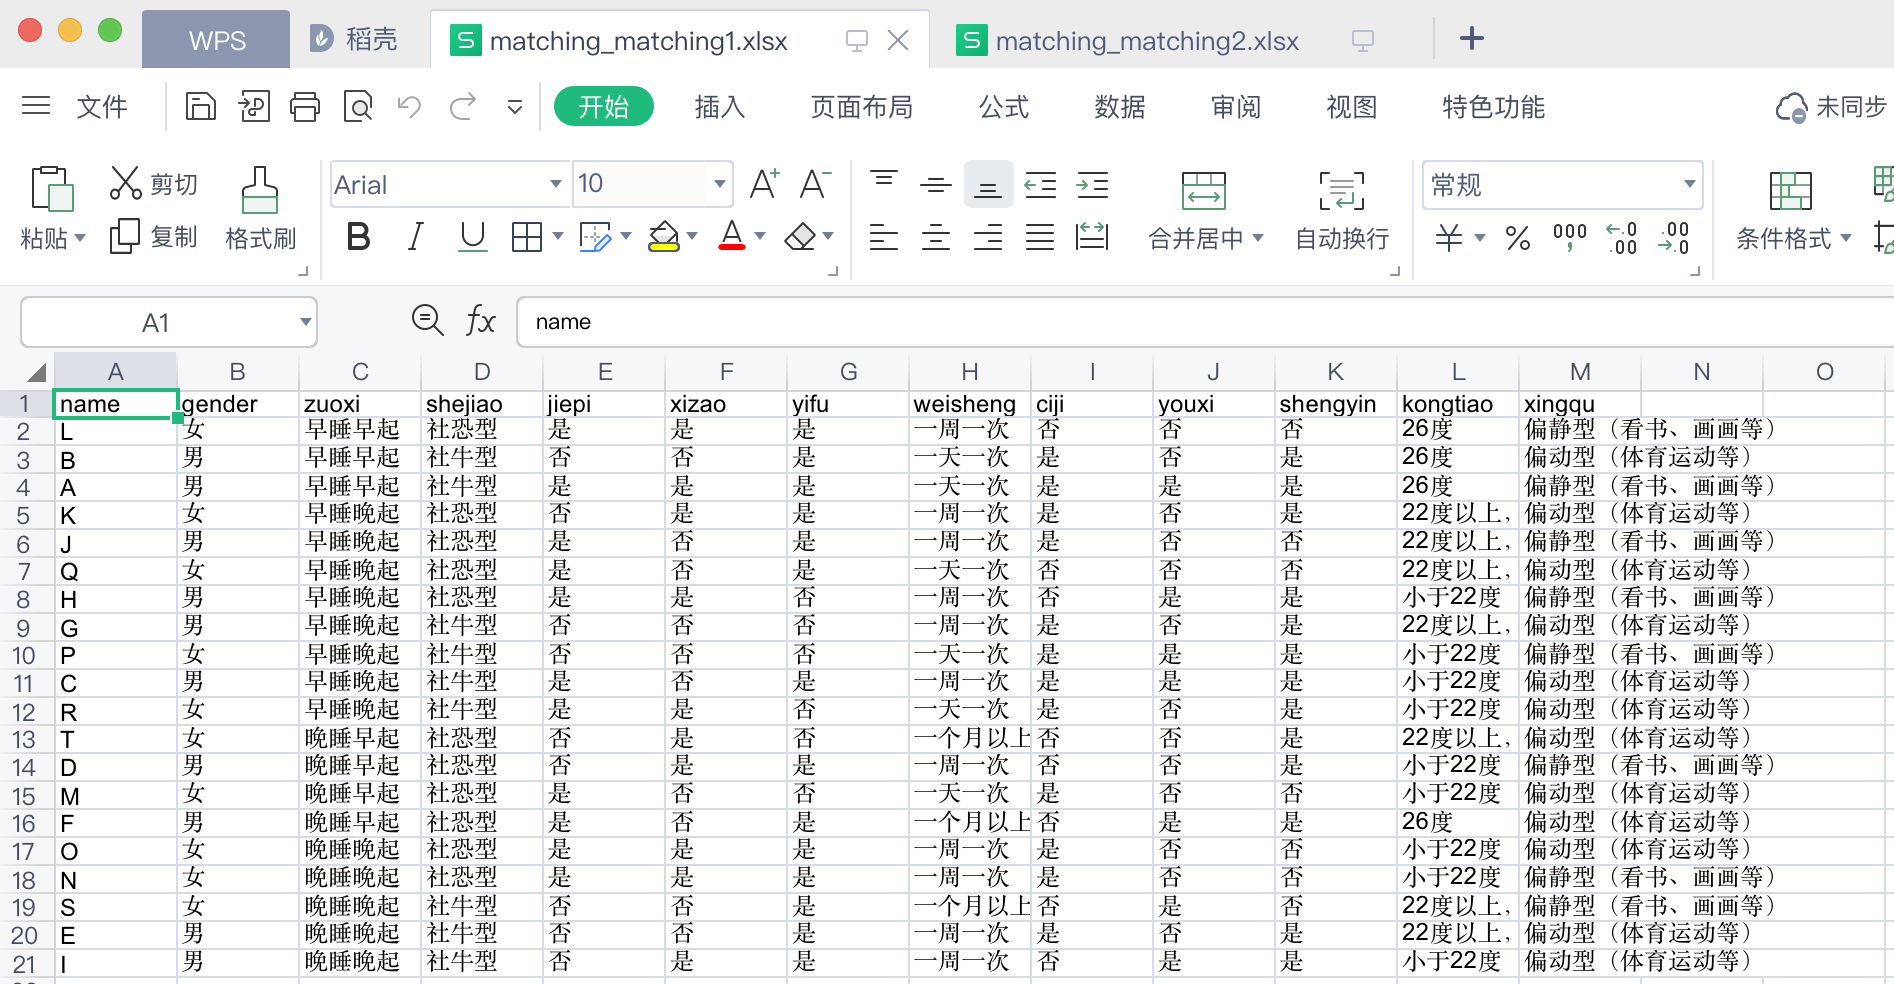 WPS 稻壳 matching_matching1.xlsx matching_matching2.xlsx
文件 开始 插入 页面布局 公式 数据 审阅 视图 特色功能 未同步
剪切 Arial 10 常规
粘贴 复制 格式刷 合并居中 自动换行 条件格式
A1 fx name
A B C D E F G H I J K L M N O
1 name gender zuoxi shejiao jiepi xizao yifu weisheng ciji youxi shengyin kongtiao xingqu
2 L 女 早睡早起 社恐型 是 是 是 一周一次 否 否 否 26度 偏静型（看书、画画等）
3 B 男 早睡早起 社牛型 否 否 是 一天一次 是 否 是 26度 偏动型（体育运动等）
4 A 男 早睡早起 社牛型 是 是 是 一天一次 是 是 是 26度 偏静型（看书、画画等）
5 K 女 早睡晚起 社恐型 否 是 是 一周一次 是 否 是 22度以上, 偏动型（体育运动等）
6 J 男 早睡晚起 社恐型 是 否 是 一周一次 是 否 否 22度以上, 偏静型（看书、画画等）
7 Q 女 早睡晚起 社恐型 是 否 是 一天一次 否 否 否 22度以上, 偏动型（体育运动等）
8 H 男 早睡晚起 社恐型 是 是 否 一周一次 否 是 是 小于22度 偏静型（看书、画画等）
9 G 男 早睡晚起 社牛型 否 否 否 一周一次 是 否 是 22度以上, 偏动型（体育运动等）
10 P 女 早睡晚起 社牛型 否 否 否 一天一次 是 是 是 小于22度 偏静型（看书、画画等）
11 C 男 早睡晚起 社牛型 是 否 是 一周一次 是 是 是 小于22度 偏动型（体育运动等）
12 R 女 早睡晚起 社牛型 是 是 否 一天一次 是 否 是 小于22度 偏动型（体育运动等）
13 T 女 晚睡早起 社恐型 否 是 否 一个月以上 否 否 是 22度以上, 偏动型（体育运动等）
14 D 男 晚睡早起 社恐型 否 是 是 一周一次 否 否 是 小于22度 偏静型（看书、画画等）
15 M 女 晚睡早起 社恐型 是 否 否 一天一次 是 否 否 小于22度 偏动型（体育运动等）
16 F 男 晚睡早起 社恐型 是 否 是 一个月以上 否 是 是 26度 偏动型（体育运动等）
17 O 女 晚睡晚起 社恐型 是 是 是 一周一次 是 否 否 小于22度 偏动型（体育运动等）
18 N 女 晚睡晚起 社恐型 是 是 是 一周一次 是 否 否 小于22度 偏静型（看书、画画等）
19 S 女 晚睡晚起 社牛型 否 否 是 一个月以上 否 是 否 22度以上, 偏静型（看书、画画等）
20 E 男 晚睡晚起 社牛型 否 否 是 一周一次 是 否 是 22度以上, 偏动型（体育运动等）
21 I 男 晚睡晚起 社牛型 否 是 是 一周一次 否 是 是 小于22度 偏动型（体育运动等）